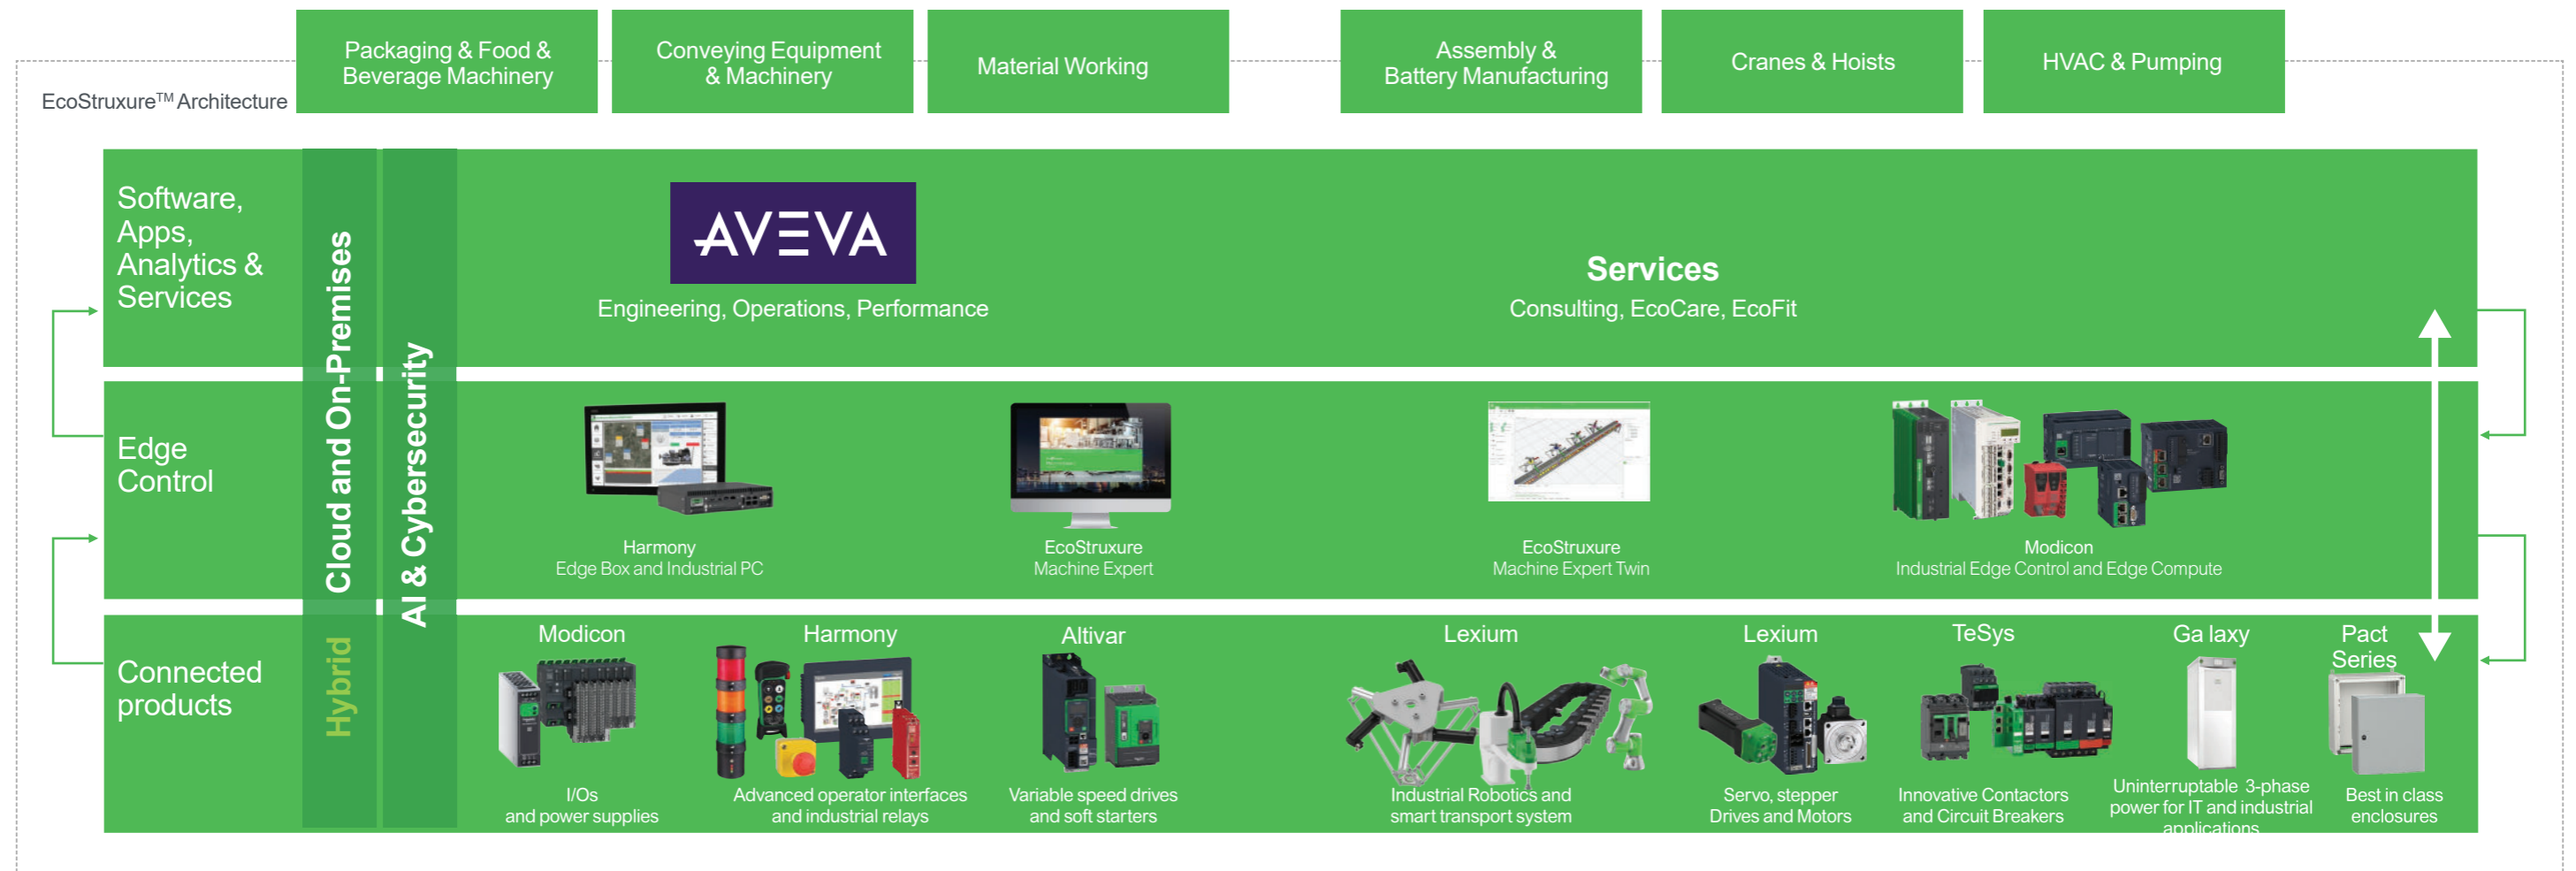 Packaging & Food &
Beverage Machinery
Conveying Equipment
& Machinery
Material Working
Assembly &
Battery Manufacturing
Cranes & Hoists
HVAC & Pumping
EcoStruxure™ Architecture
Software,
Apps,
Analytics &
Services
Hybrid Cloud and On-Premises
AI & Cybersecurity
AVEVA
Engineering, Operations, Performance
Services
Consulting, EcoCare, EcoFit
Edge
Control
Harmony
Edge Box and Industrial PC
EcoStruxure
Machine Expert
EcoStruxure
Machine Expert Twin
Modicon
Industrial Edge Control and Edge Compute
Connected
products
Modicon
I/Os
and power supplies
Harmony
Advanced operator interfaces
and industrial relays
Altivar
Variable speed drives
and soft starters
Lexium
Industrial Robotics and
smart transport system
Lexium
Servo, stepper
Drives and Motors
TeSys
Innovative Contactors
and Circuit Breakers
Ga laxy
Uninterruptable 3-phase
power for IT and industrial
applications
Pact
Series
Best in class
enclosures